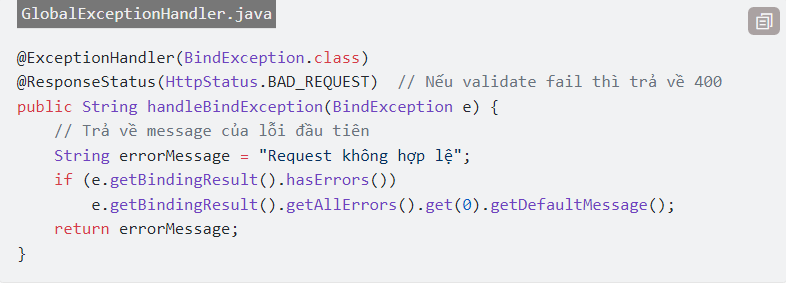 GlobalExceptionHandler.java
@ExceptionHandler(BindException.class)
@ResponseStatus(HttpStatus.BAD_REQUEST)  // Nếu validate fail thì trả về 400
public String handleBindException(BindException e) {
    // Trả về message của lỗi đầu tiên
    String errorMessage = "Request không hợp lệ";
    if (e.getBindingResult().hasErrors())
        e.getBindingResult().getAllErrors().get(0).getDefaultMessage();
    return errorMessage;
}